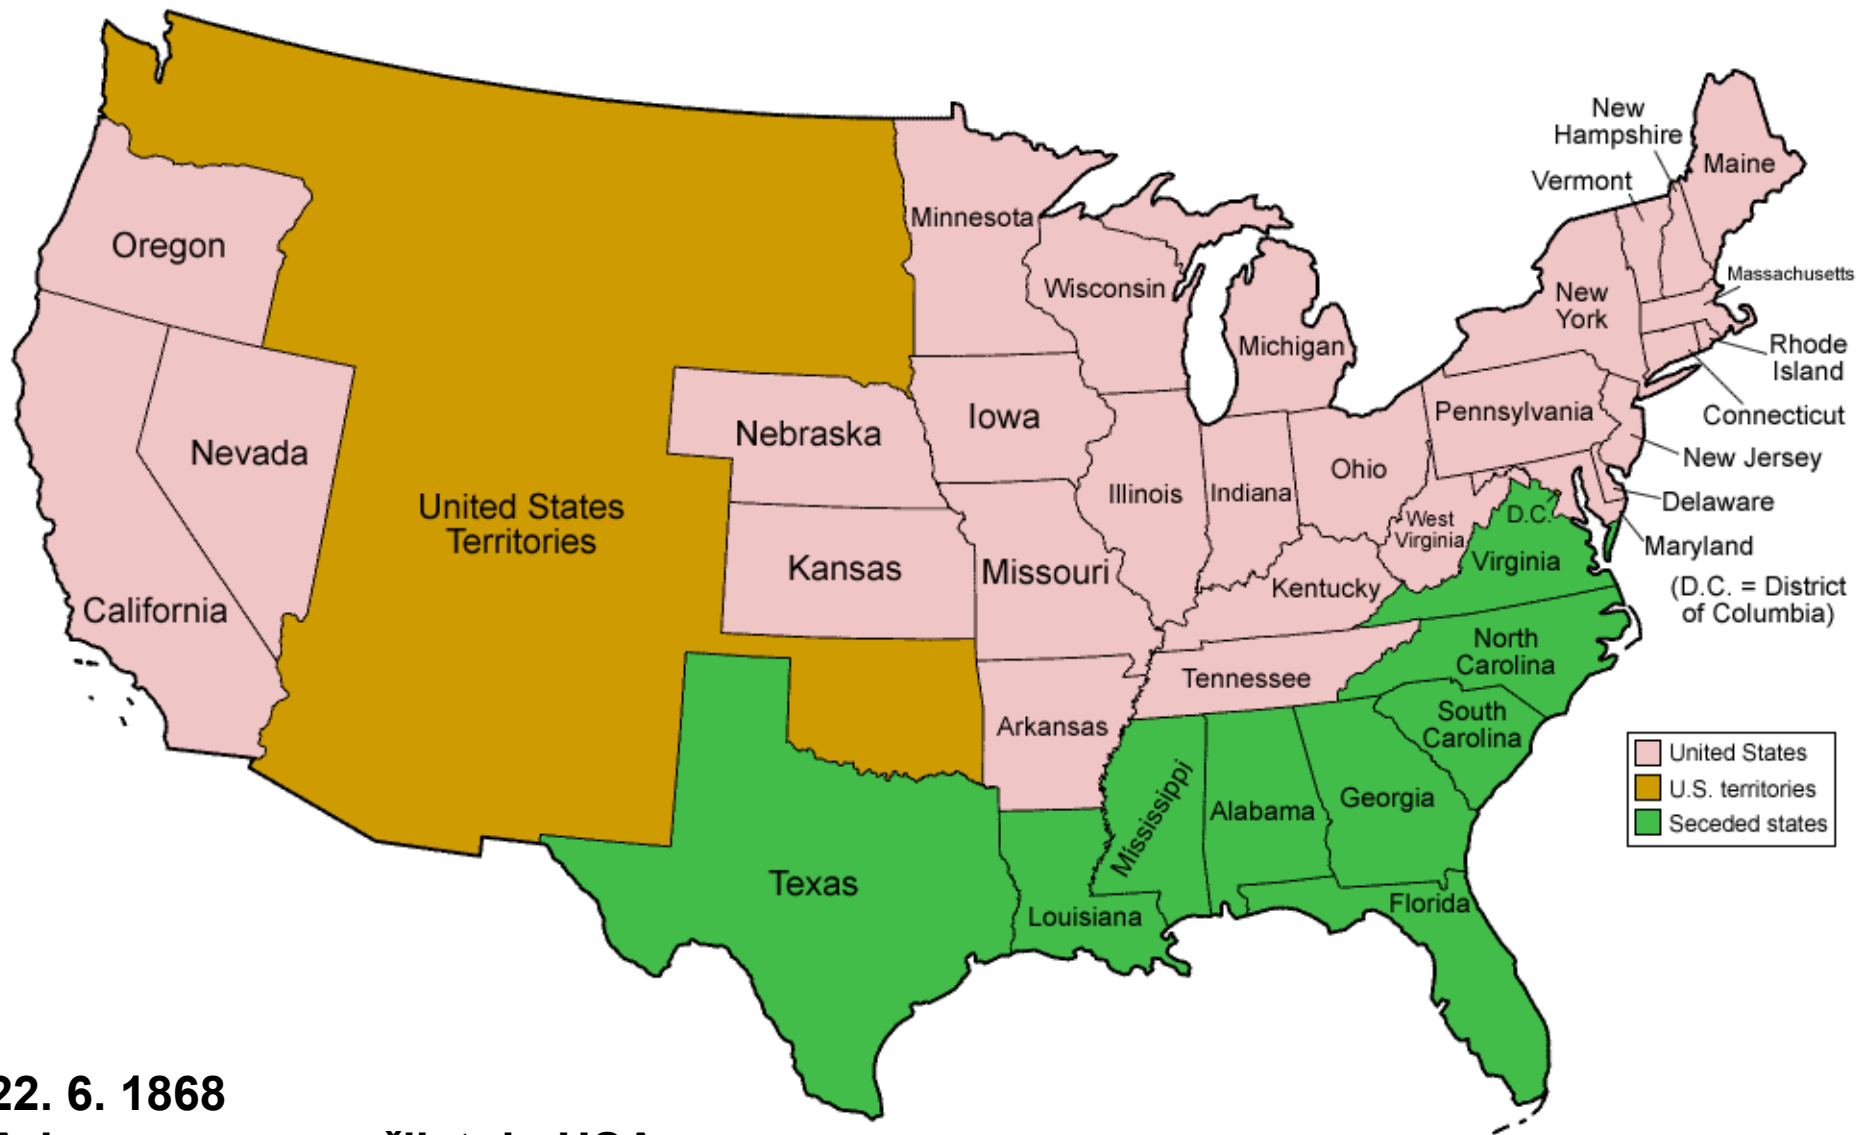 New
Hampshire
Maine
Vermont
Minnesota
Oregon
Massachusetts
Wisconsin
New
York
Michigan
Rhode
Island
Connecticut
Pennsylvania
Iowa
Nebraska
Nevada
New Jersey
Ohio
Illinois
Indiana
Delaware
United States
Territories
D.C.
West
Virginia
Maryland
Virginia
Kansas
Missouri
Kentucky
(D.C. = District
of Columbia)
California
North
Carolina
Tennessee
Arkansas
South
Carolina
United States
U.S. territories
Seceded states
Mississippi
Alabama
Georgia
Texas
Louisiana
Florida
22. 6. 1868
USA